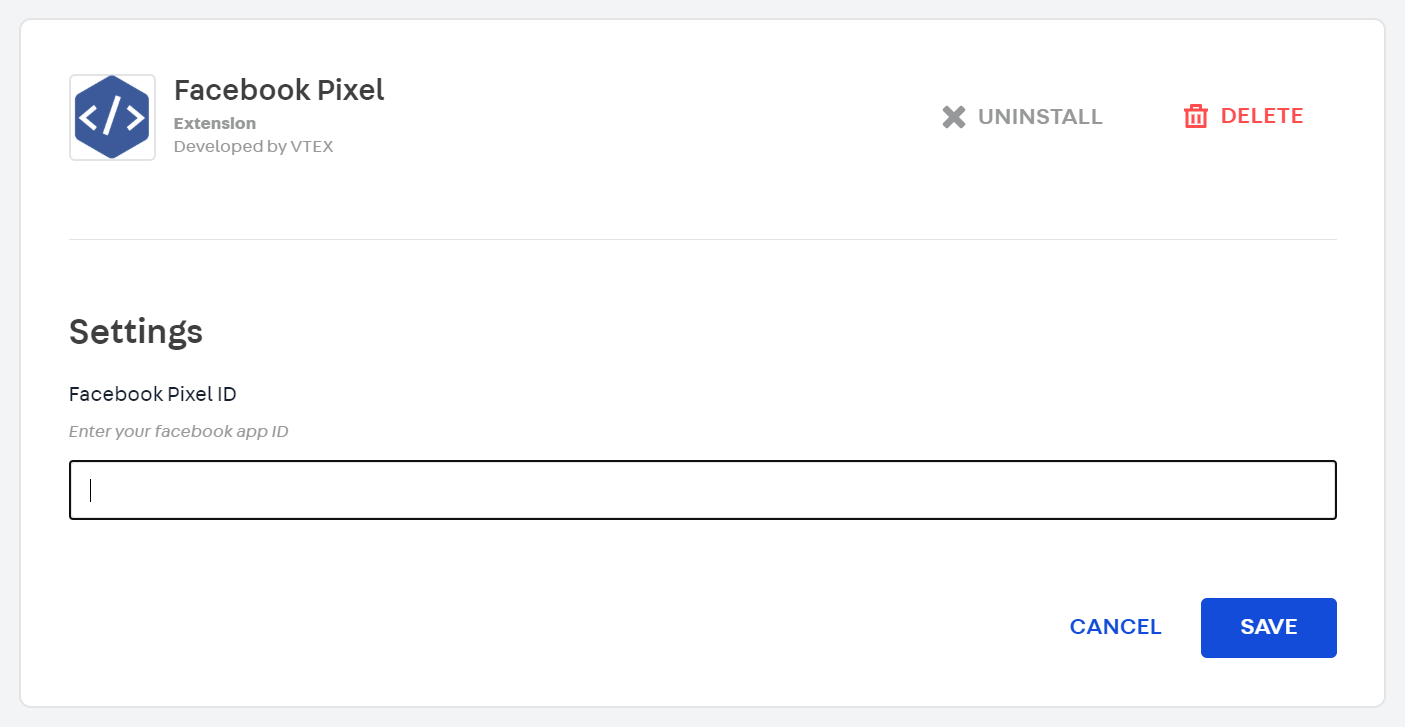 Facebook Pixel
Extension
Developed by VTEX
UNINSTALL
DELETE
Settings
Facebook Pixel ID
Enter your facebook app ID
CANCEL
SAVE